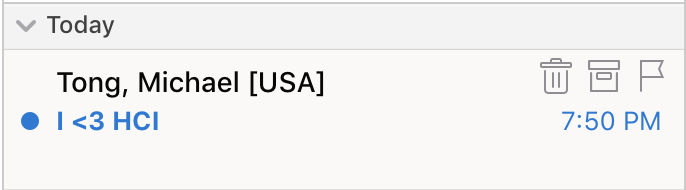 Today
Tong, Michael [USA]
I <3 HCI
7:50 PM